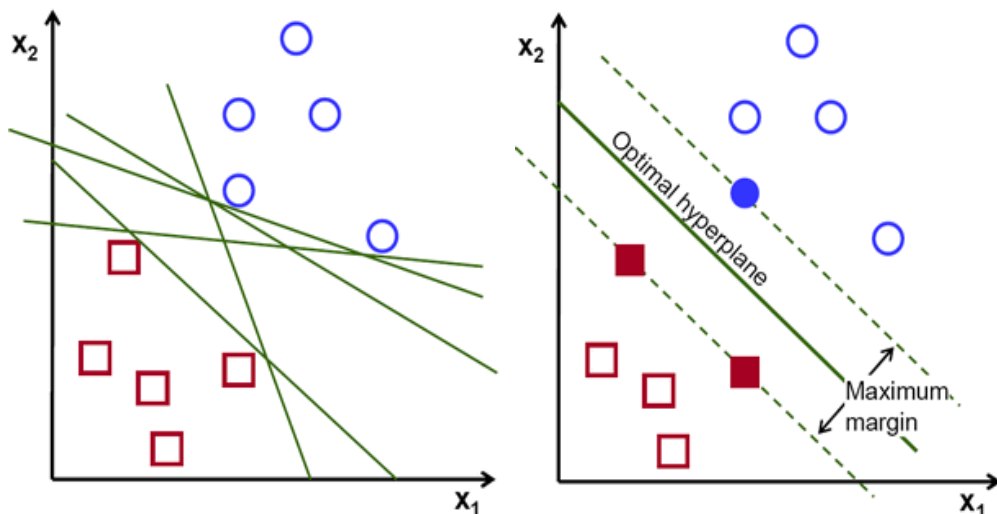 x₂
x₁
x₂
Optimal hyperplane
Maximum
margin
x₁